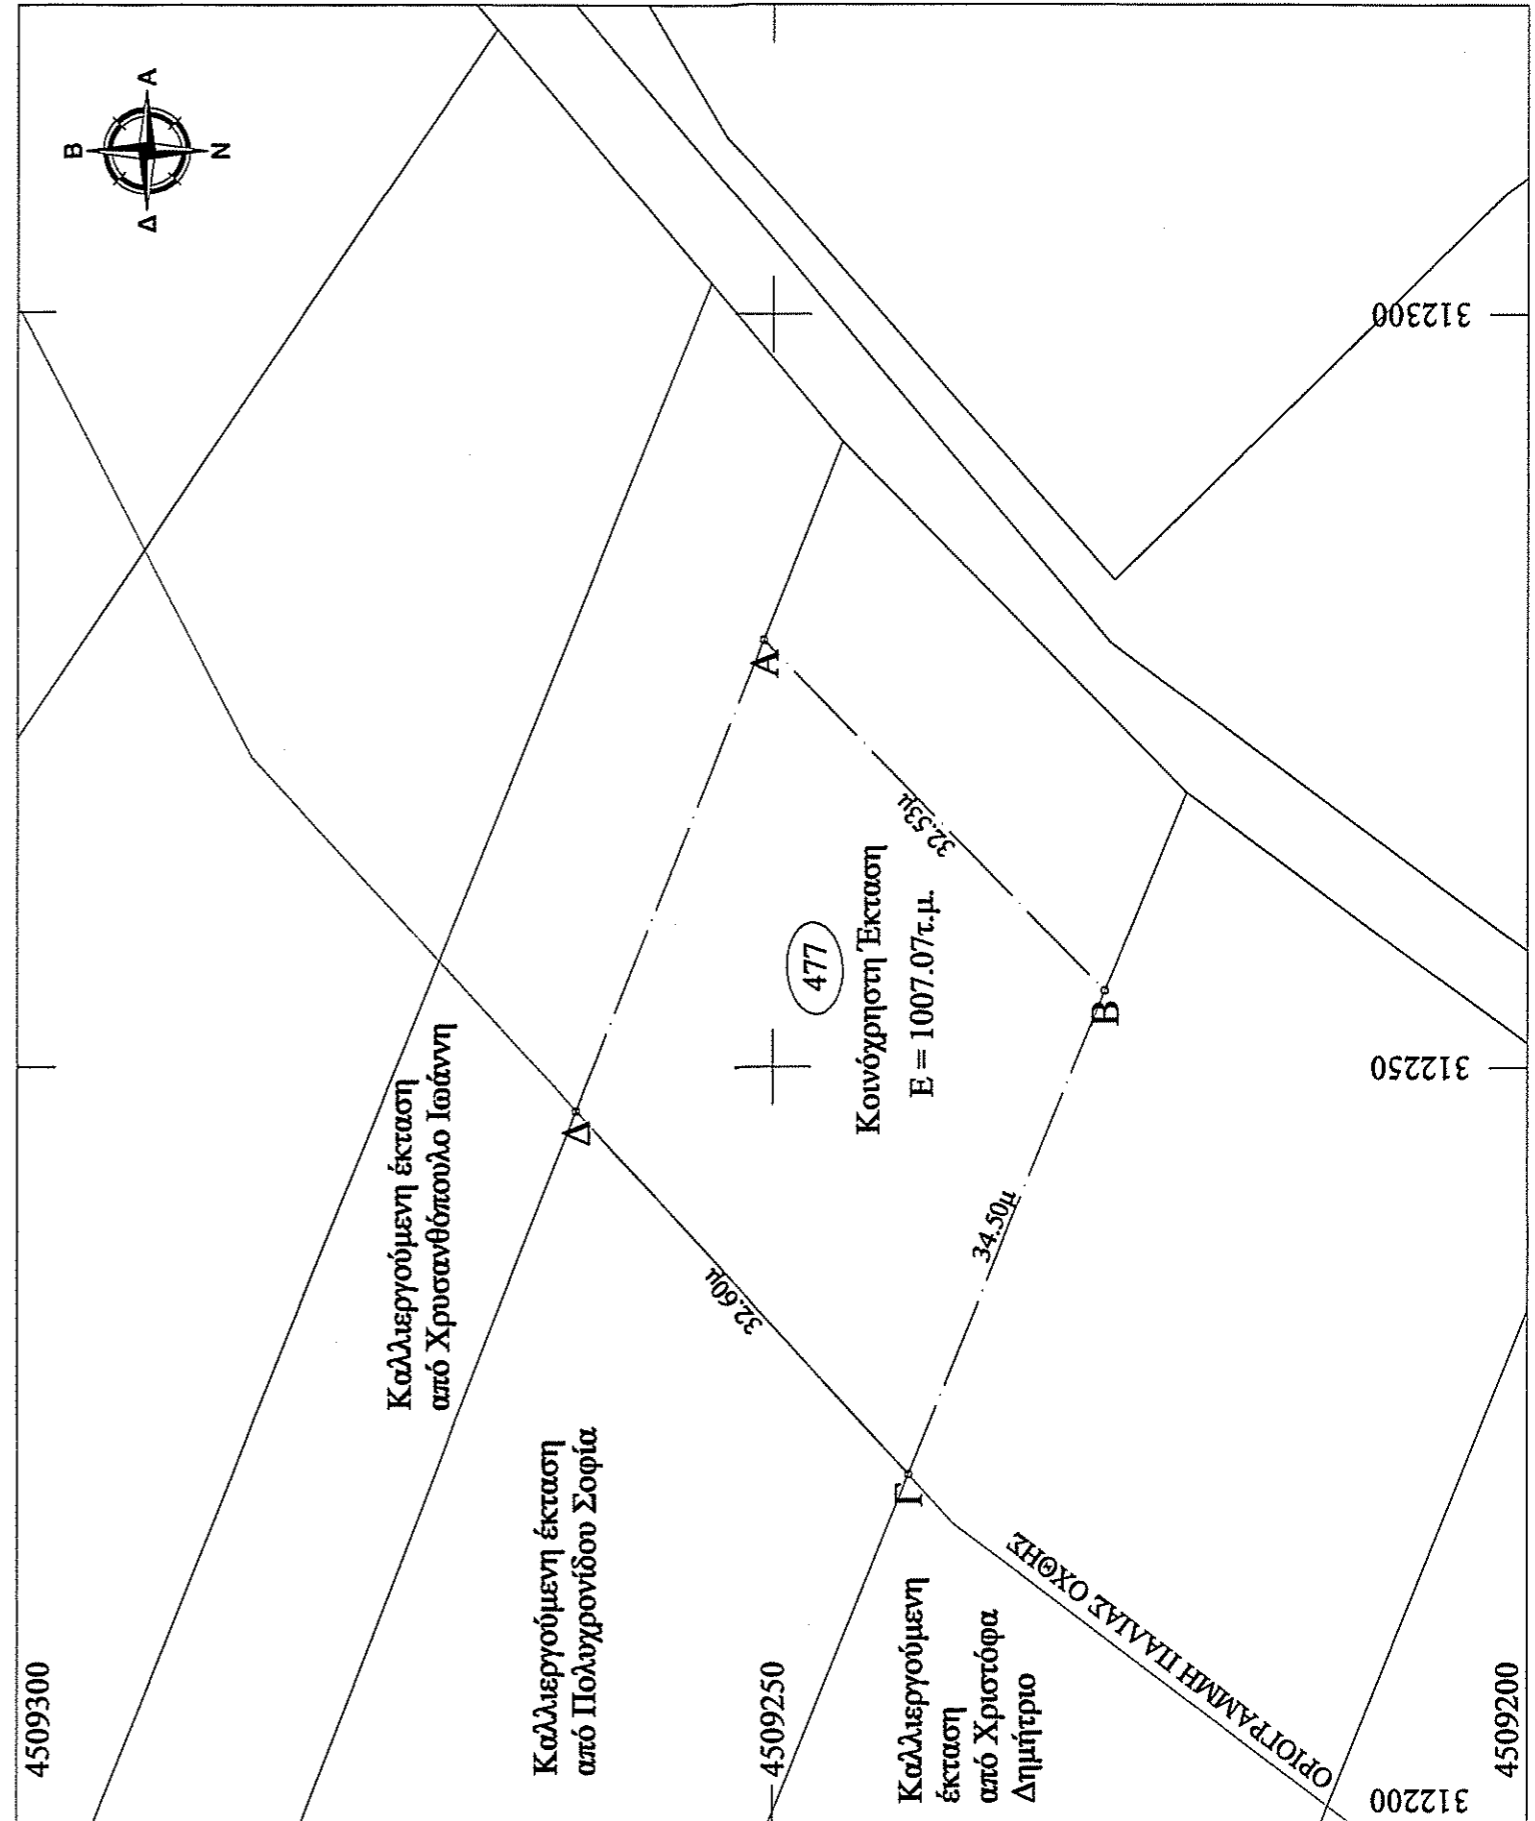 Β
Α
Δ
Ν
4509300
Καλλιεργούμενη έκταση
από Χρυσανθόπουλο Ιωάννη
Καλλιεργούμενη έκταση
από Πολυχρονίδου Σοφία
4509250
Καλλιεργούμενη
έκταση
από Χριστόφα
Δημήτριο
Δ
Α
32.60μ
477
Κοινόχρηστη Έκταση
Ε = 1007.07τ.μ.
32.53μ
34.50μ
Γ
Β
ΟΡΙΟΓΡΑΜΜΗ ΠΑΛΙΑΣ ΟΧΘΗΣ
312200
312250
312300
4509200